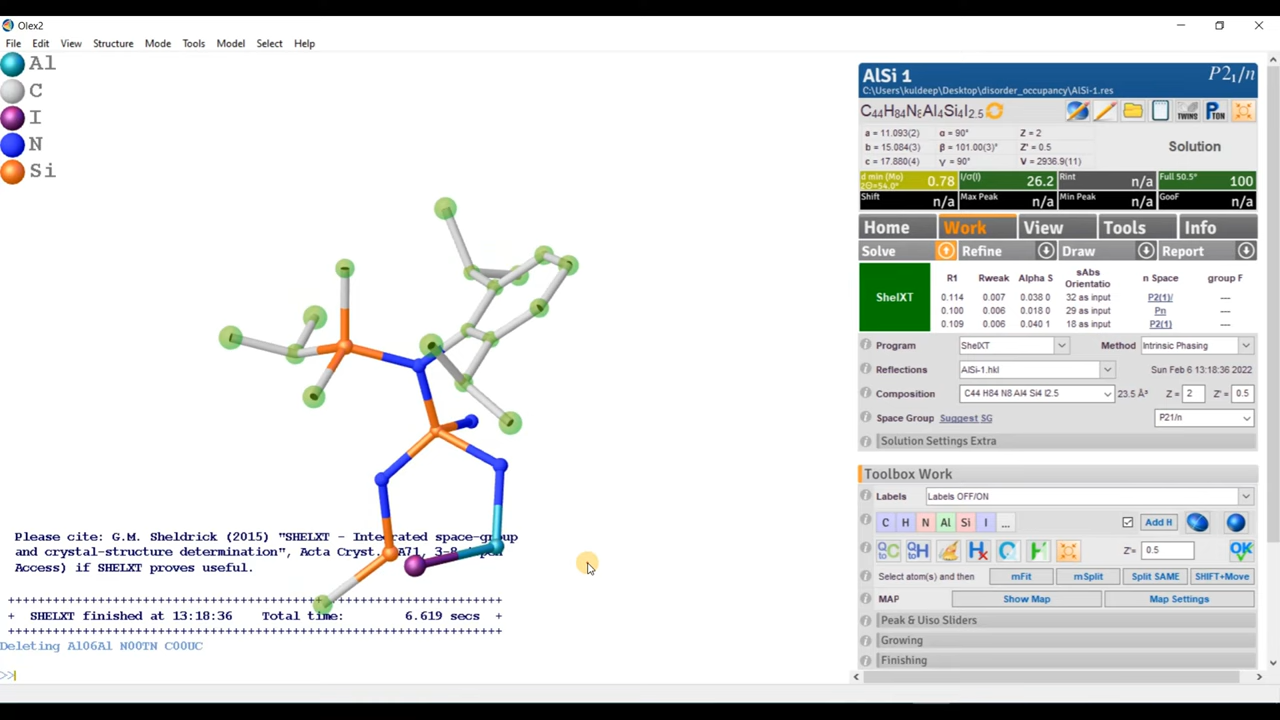 Olex2
File Edit View Structure Mode Tools Model Select Help
Al
C
I
N
Si
Please cite: G.M. Sheldrick (2015) "SHELXT - Integrated space-group
and crystal-structure determination", Acta Cryst.
Access) if SHELXT proves useful.
++++++++++++++++++++++++++++++++++++++++++++++++++++++++++++++++++
+ SHELXT finished at 13:18:36 Total time: 6.619 secs +
++++++++++++++++++++++++++++++++++++++++++++++++++++++++++++++++++
Deleting Al06Al N00TN C00UC
>>
AlSi 1 P21/n
C:\Users\kuldeep\Desktop\disorder_occupancy\AlSi-1.res
C44H84N8Al4Si4I2.5
TWINS
PTON
a = 11.093(2) α = 90° Z = 2
b = 15.084(3) β = 101.00(3)° Z' = 0.5
c = 17.880(4) γ = 90° V = 2936.9(11)
Solution
d min (Mo) 2Θ=54.0° 0.78 I/σ(I) 26.2 Rint n/a Full 50.5° 100
Shift n/a Max Peak n/a Min Peak n/a GooF n/a
Home Work View Tools Info
Solve Refine Draw Report
ShelXT
R1 Rweak Alpha S sAbs Orientatio n Space group F
0.114 0.007 0.038 0 32 as input P2(1)/ ---
0.100 0.006 0.018 0 29 as input Pn ---
0.109 0.006 0.040 1 18 as input P2(1) ---
Program ShelXT Method Intrinsic Phasing
Reflections AlSi-1.hkl Sun Feb 6 13:18:36 2022
Composition C44 H84 N8 Al4 Si4 I2.5 23.5 Å³ Z = 2 Z' = 0.5
Space Group Suggest SG P21/n
Solution Settings Extra
Toolbox Work
Labels Labels OFF/ON
C H N Al Si I ... Add H
Z'= 0.5 OK
Select atom(s) and then mFit mSplit Split SAME SHIFT+Move
MAP Show Map Map Settings
Peak & Uiso Sliders
Growing
Finishing